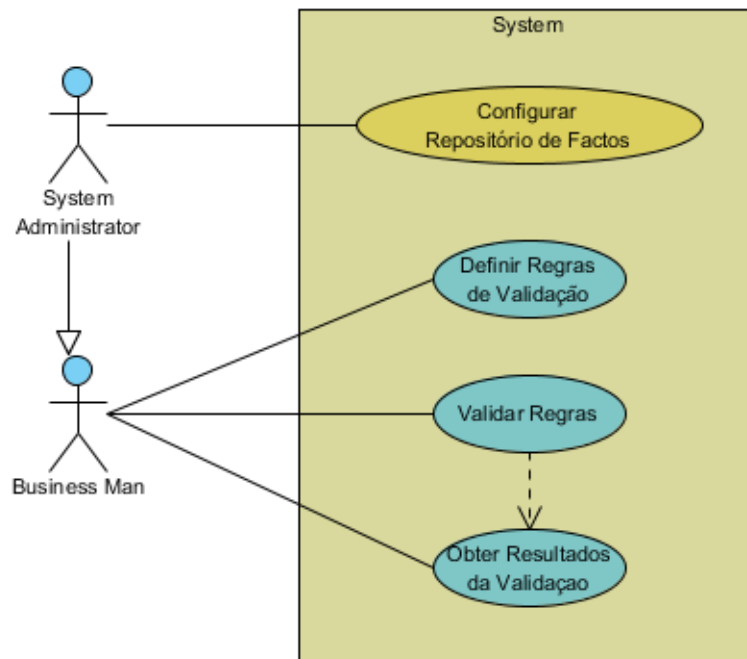 System
Configurar
Repositório de Factos
System
Administrator
Definir Regras
de Validação
Validar Regras
Business Man
Obter Resultados
da Validaçao